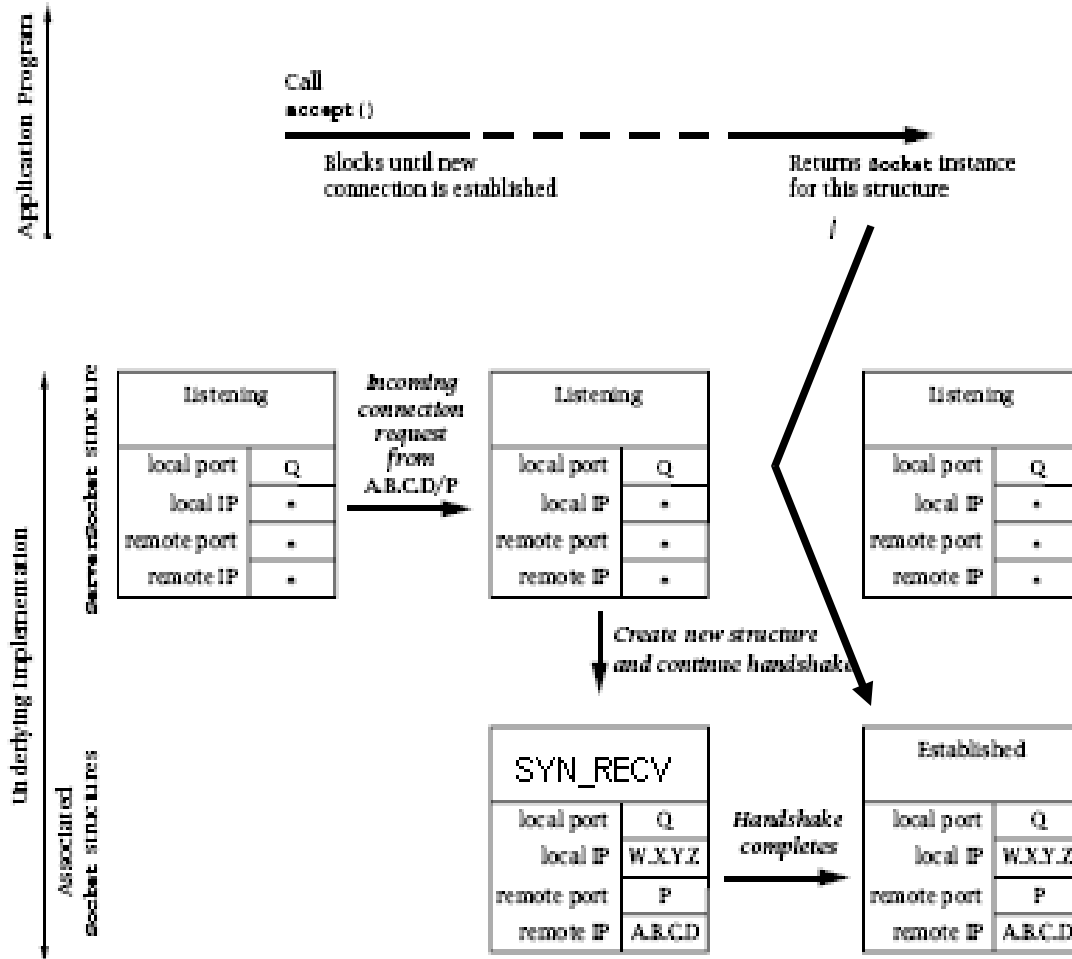 Application Program
Call
accept()
Blocks until new
connection is established
Returns Socket instance
for this structure
Underlying Implementation
ServerSocket structure
Listening
local port Q
local IP *
remote port *
remote IP *
Incoming
connection
request
from
A.B.C.D/P
Listening
local port Q
local IP *
remote port *
remote IP *
Listening
local port Q
local IP *
remote port *
remote IP *
Create new structure
and continue handshake
Associated
Socket structures
SYN_RECV
local port Q
local IP W.X.Y.Z
remote port P
remote IP A.B.C.D
Handshake
completes
Established
local port Q
local IP W.X.Y.Z
remote port P
remote IP A.B.C.D